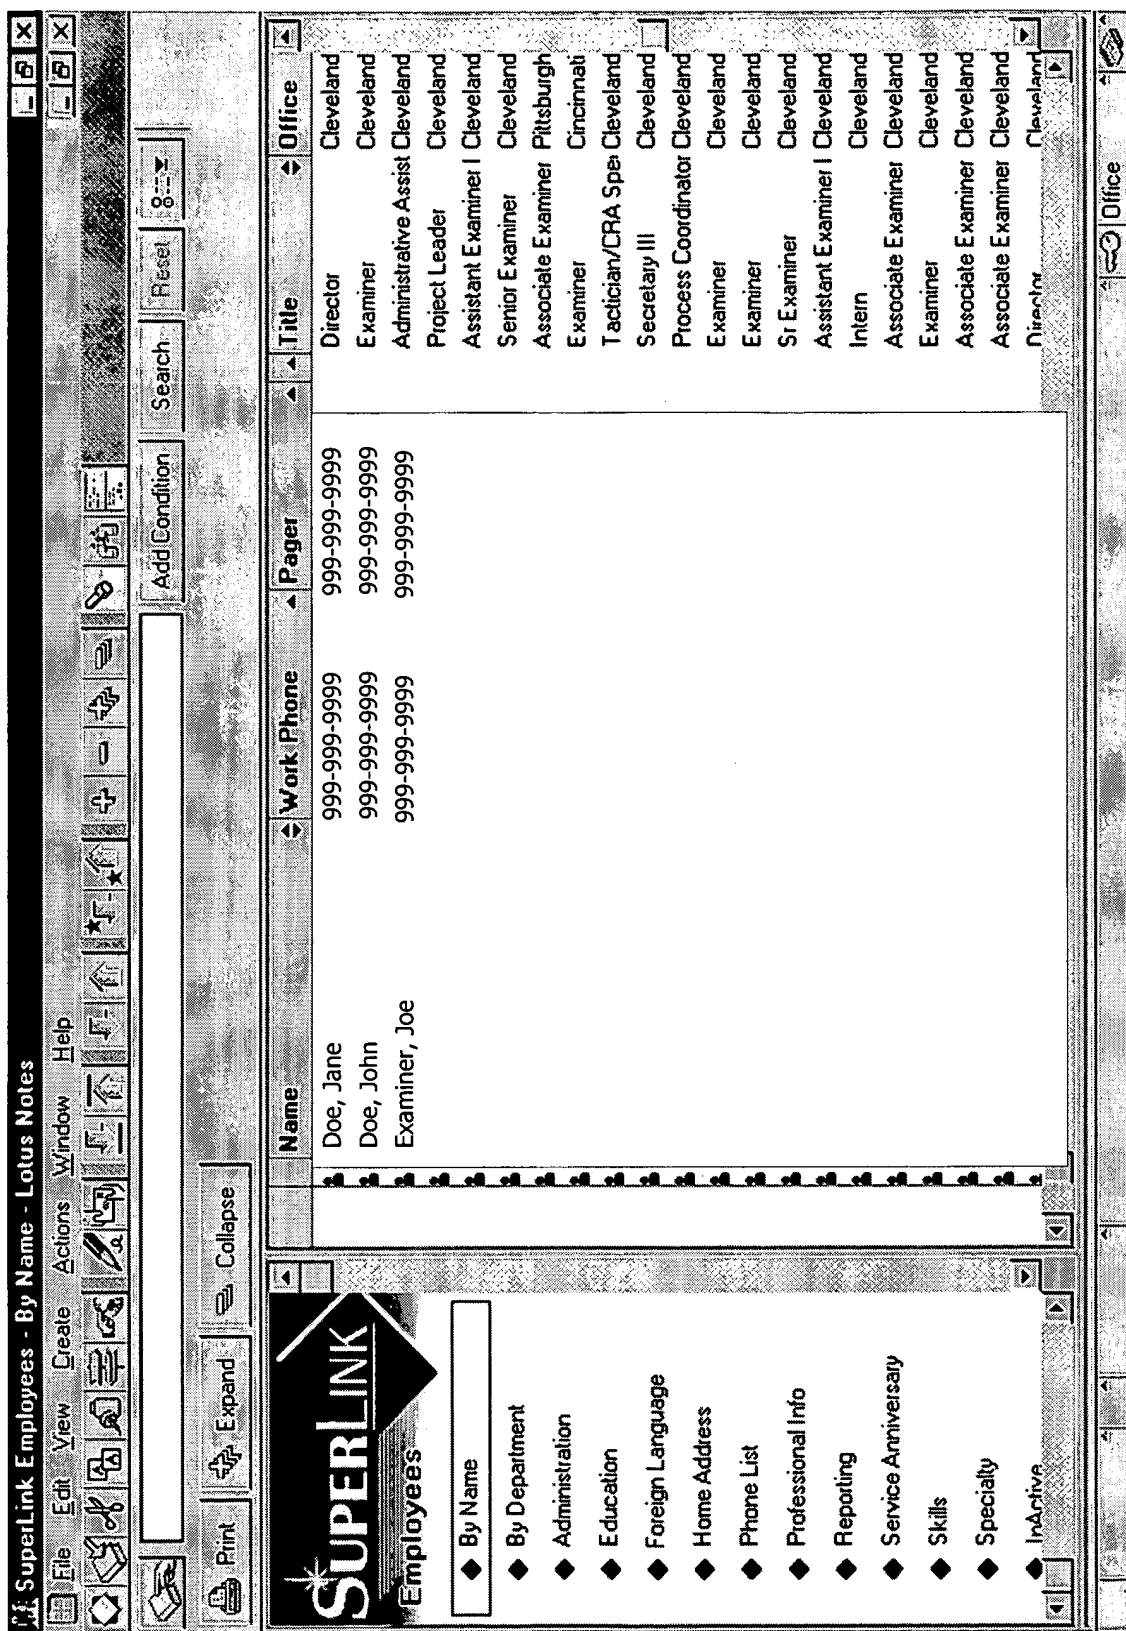 SuperLink Employees - By Name - Lotus Notes
File Edit View Create Actions Window Help
Add Condition Search Reset
Print Expand Collapse
SUPERLINK
Employees
By Name
By Department
Administration
Education
Foreign Language
Home Address
Phone List
Professional Info
Reporting
Service Anniversary
Skills
Specialty
InActive
Name Work Phone Pager Title Office
Doe, Jane 999-999-9999 999-999-9999 Director Cleveland
Doe, John 999-999-9999 999-999-9999 Examiner Cleveland
Examiner, Joe 999-999-9999 999-999-9999 Administrative Assist Cleveland
Project Leader Cleveland
Assistant Examiner I Cleveland
Senior Examiner Cleveland
Associate Examiner Pittsburgh
Examiner Cincinnati
Tactician/CRA Spe Cleveland
Secretary III Cleveland
Process Coordinator Cleveland
Examiner Cleveland
Examiner Cleveland
Sr Examiner Cleveland
Assistant Examiner I Cleveland
Intern Cleveland
Associate Examiner Cleveland
Examiner Cleveland
Associate Examiner Cleveland
Associate Examiner Cleveland
Director Cleveland
Office